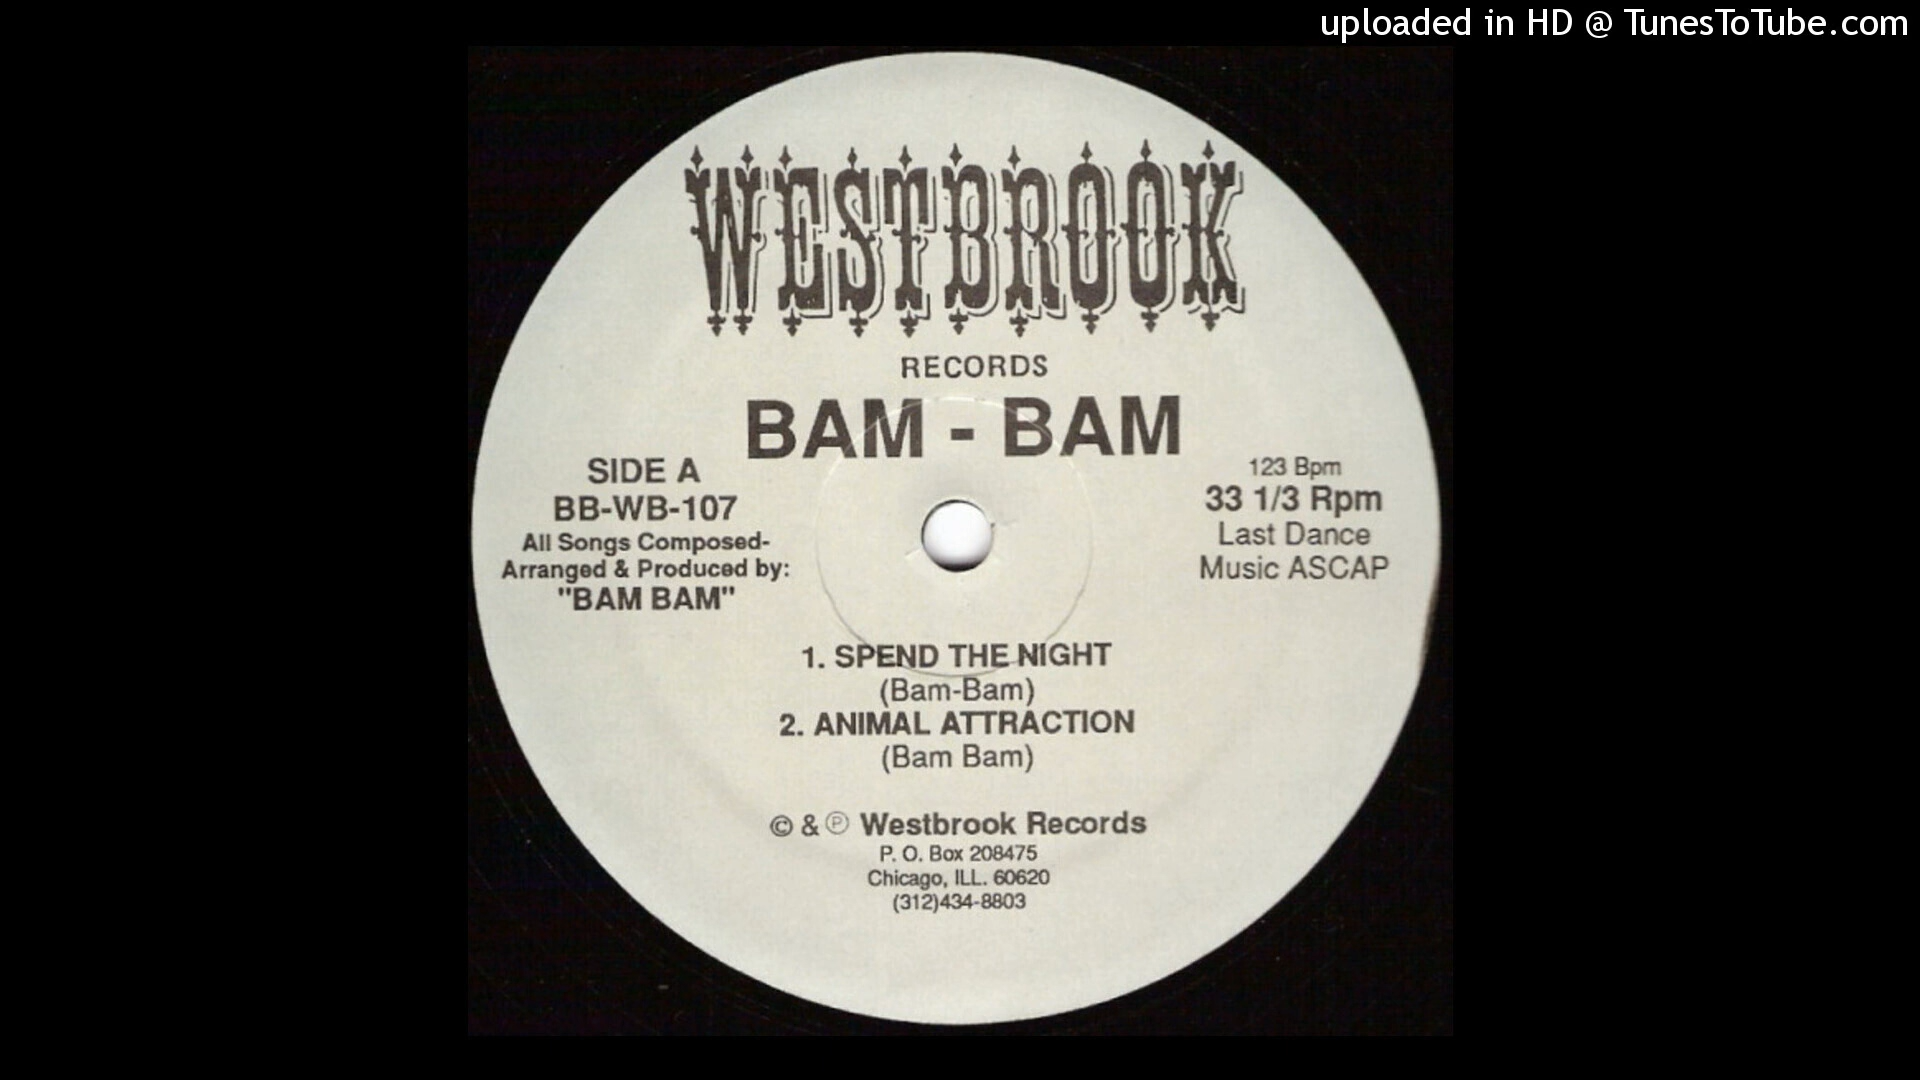 uploaded in HD @ TunesToTube.com
WESTBROOK
RECORDS
BAM - BAM
SIDE A
BB-WB-107
All Songs Composed-
Arranged & Produced by:
"BAM BAM"
123 Bpm
33 1/3 Rpm
Last Dance
Music ASCAP
1. SPEND THE NIGHT
(Bam-Bam)
2. ANIMAL ATTRACTION
(Bam Bam)
© & ℗ Westbrook Records
P. O. Box 208475
Chicago, ILL. 60620
(312)434-8803